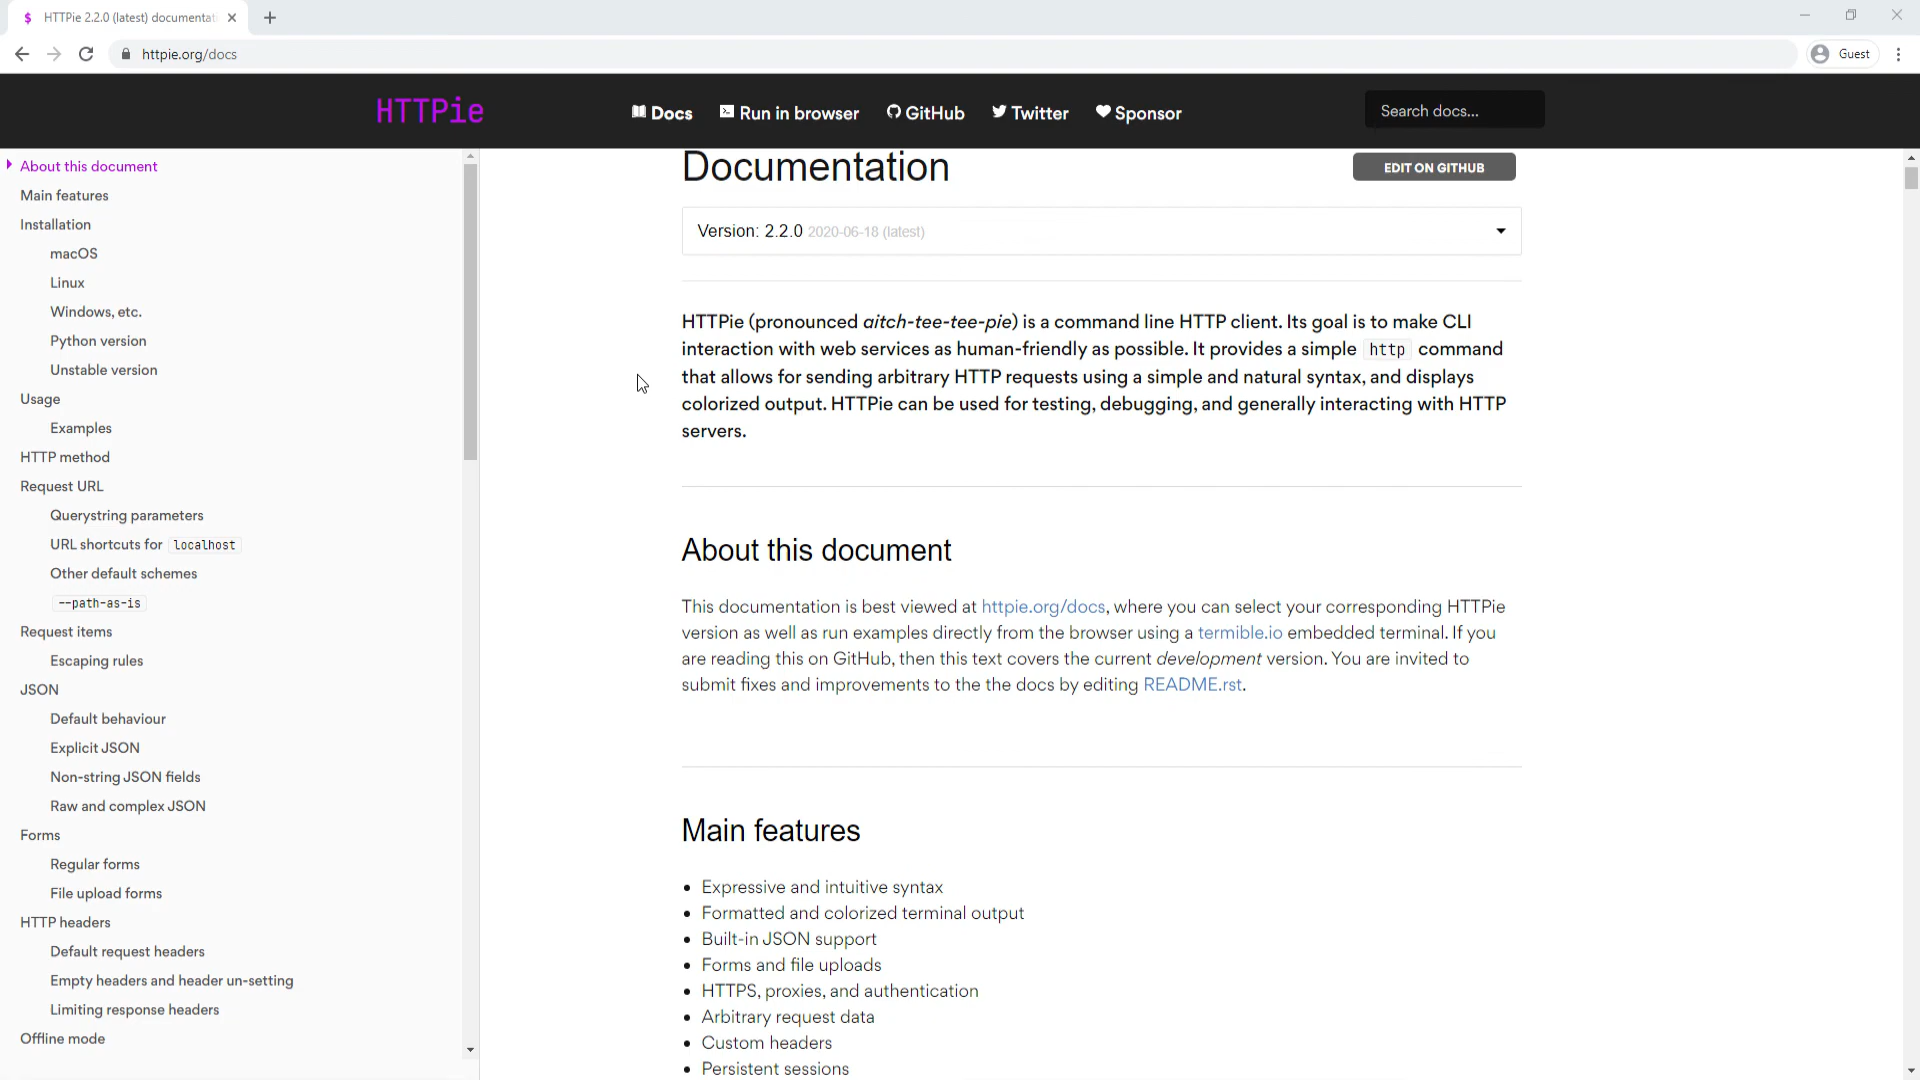 $ HTTPie 2.2.0 (latest) documentat
httpie.org/docs
Guest
HTTPie
Docs
Run in browser
GitHub
Twitter
Sponsor
Search docs...
About this document
Main features
Installation
macOS
Linux
Windows, etc.
Python version
Unstable version
Usage
Examples
HTTP method
Request URL
Querystring parameters
URL shortcuts for localhost
Other default schemes
--path-as-is
Request items
Escaping rules
JSON
Default behaviour
Explicit JSON
Non-string JSON fields
Raw and complex JSON
Forms
Regular forms
File upload forms
HTTP headers
Default request headers
Empty headers and header un-setting
Limiting response headers
Offline mode
Documentation
EDIT ON GITHUB
Version: 2.2.0 2020-06-18 (latest)
HTTPie (pronounced aitch-tee-tee-pie) is a command line HTTP client. Its goal is to make CLI
interaction with web services as human-friendly as possible. It provides a simple http command
that allows for sending arbitrary HTTP requests using a simple and natural syntax, and displays
colorized output. HTTPie can be used for testing, debugging, and generally interacting with HTTP
servers.
About this document
This documentation is best viewed at httpie.org/docs, where you can select your corresponding HTTPie
version as well as run examples directly from the browser using a termible.io embedded terminal. If you
are reading this on GitHub, then this text covers the current development version. You are invited to
submit fixes and improvements to the the docs by editing README.rst.
Main features
• Expressive and intuitive syntax
• Formatted and colorized terminal output
• Built-in JSON support
• Forms and file uploads
• HTTPS, proxies, and authentication
• Arbitrary request data
• Custom headers
• Persistent sessions